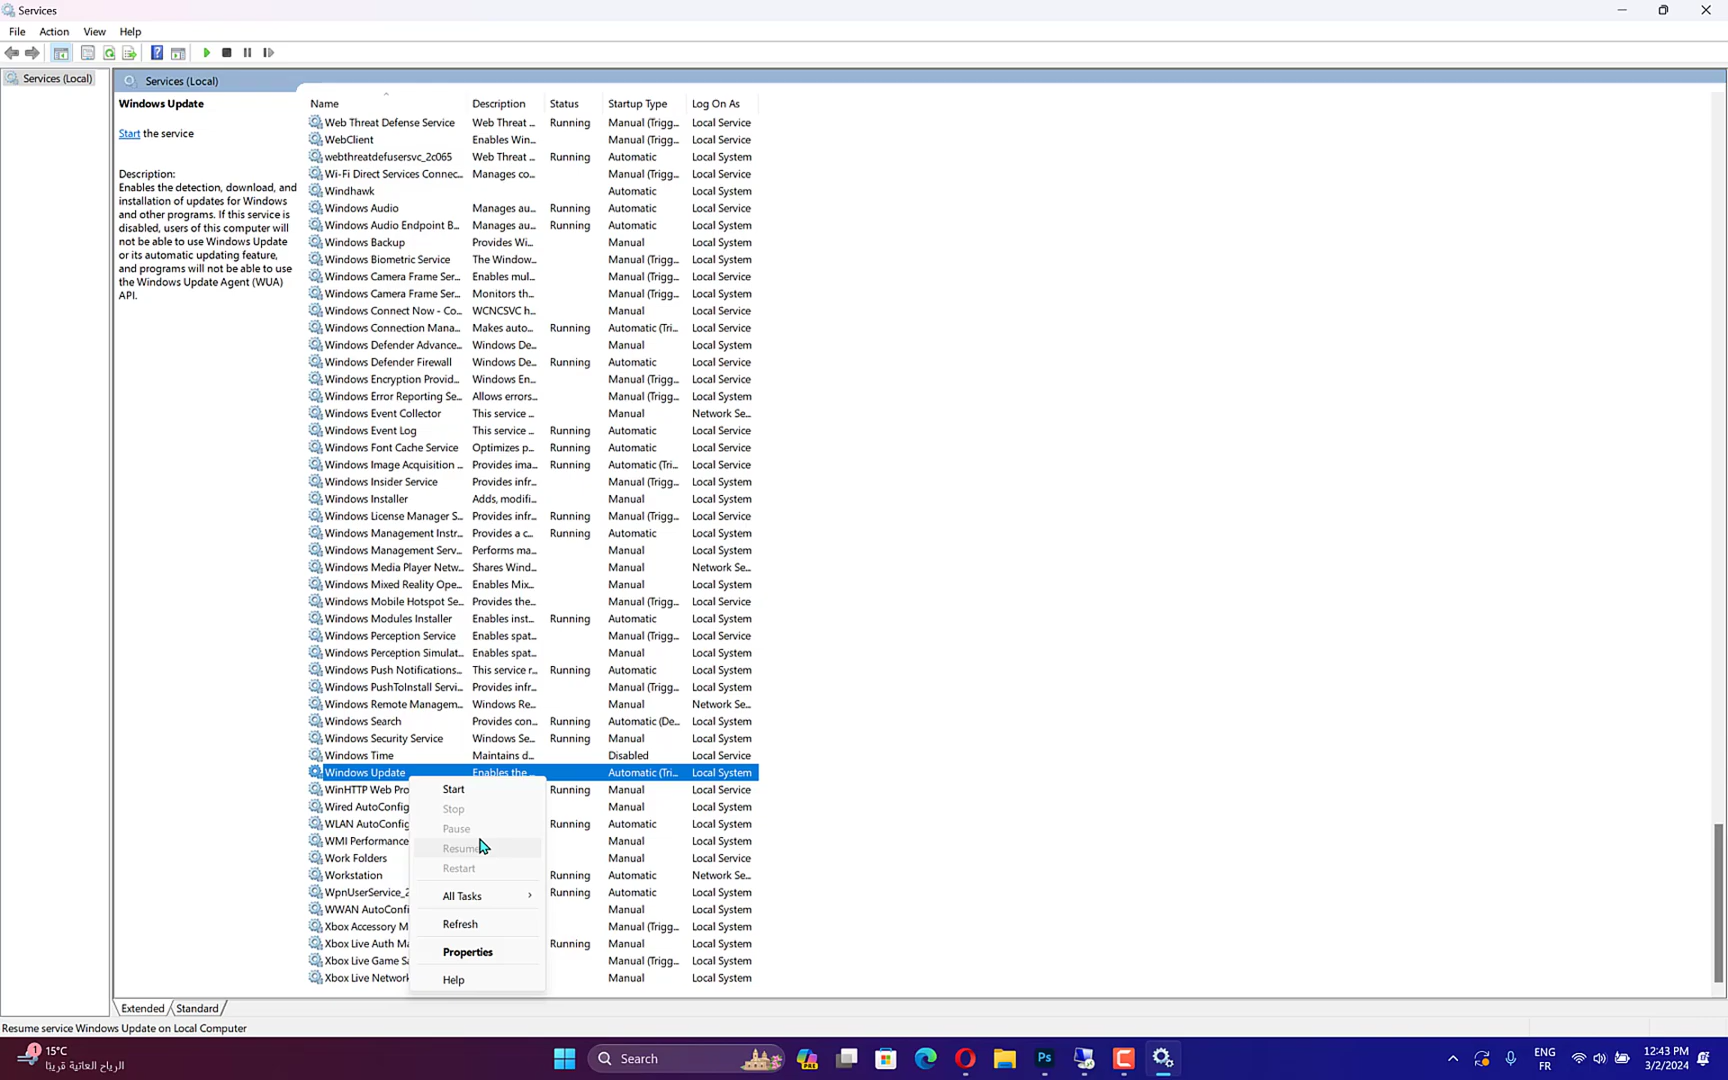 Services
File Action View Help
Services (Local)
Services (Local)
Windows Update
Start the service
Description:
Enables the detection, download, and
installation of updates for Windows
and other programs. If this service is
disabled, users of this computer will
not be able to use Windows Update
or its automatic updating feature,
and programs will not be able to use
the Windows Update Agent (WUA)
API.
Name Description Status Startup Type Log On As
Web Threat Defense Service Web Threat ... Running Manual (Trigg... Local Service
WebClient Enables Win... Manual (Trigg... Local Service
webthreatdefusersvc_2c065 Web Threat ... Running Automatic Local System
Wi-Fi Direct Services Connec... Manages co... Manual (Trigg... Local Service
Windhawk Automatic Local System
Windows Audio Manages au... Running Automatic Local Service
Windows Audio Endpoint B... Manages au... Running Automatic Local System
Windows Backup Provides Wi... Manual Local System
Windows Biometric Service The Window... Manual (Trigg... Local System
Windows Camera Frame Ser... Enables mul... Manual (Trigg... Local Service
Windows Camera Frame Ser... Monitors th... Manual (Trigg... Local System
Windows Connect Now - Co... WCNCSVC h... Manual Local Service
Windows Connection Mana... Makes auto... Running Automatic (Tri... Local Service
Windows Defender Advance... Windows De... Manual Local System
Windows Defender Firewall Windows De... Running Automatic Local Service
Windows Encryption Provid... Windows En... Manual (Trigg... Local Service
Windows Error Reporting Se... Allows errors... Manual (Trigg... Local System
Windows Event Collector This service ... Manual Network Se...
Windows Event Log This service ... Running Automatic Local Service
Windows Font Cache Service Optimizes p... Running Automatic Local Service
Windows Image Acquisition ... Provides ima... Running Automatic (Tri... Local Service
Windows Insider Service Provides infr... Manual (Trigg... Local System
Windows Installer Adds, modifi... Manual Local System
Windows License Manager S... Provides infr... Running Manual (Trigg... Local Service
Windows Management Instr... Provides a c... Running Automatic Local System
Windows Management Serv... Performs ma... Manual Local System
Windows Media Player Netw... Shares Wind... Manual Network Se...
Windows Mixed Reality Ope... Enables Mix... Manual Local System
Windows Mobile Hotspot Se... Provides the... Manual (Trigg... Local Service
Windows Modules Installer Enables inst... Running Automatic Local System
Windows Perception Service Enables spat... Manual (Trigg... Local Service
Windows Perception Simulat... Enables spat... Manual Local System
Windows Push Notifications... This service r... Running Automatic Local System
Windows PushToInstall Servi... Provides infr... Manual (Trigg... Local System
Windows Remote Managem... Windows Re... Manual Network Se...
Windows Search Provides con... Running Automatic (De... Local System
Windows Security Service Windows Se... Running Manual Local System
Windows Time Maintains d... Disabled Local Service
Windows Update Enables the ... Automatic (Tri... Local System
WinHTTP Web Pro Running Manual Local Service
Wired AutoConfig Manual Local System
WLAN AutoConfig Running Automatic Local System
WMI Performance Manual Local System
Work Folders Manual Local Service
Workstation Running Automatic Network Se...
WpnUserService_2 Running Automatic Local System
WWAN AutoConfi Manual Local System
Xbox Accessory M Manual (Trigg... Local System
Xbox Live Auth Ma Running Manual Local System
Xbox Live Game Sa Manual (Trigg... Local System
Xbox Live Network Manual Local System
Start
Stop
Pause
Resume
Restart
All Tasks
Refresh
Properties
Help
Extended Standard
Resume service Windows Update on Local Computer
1
15°C
الرياح العاتية قريبًا
Search
PRE
Ps
ENG
FR
12:43 PM
3/2/2024